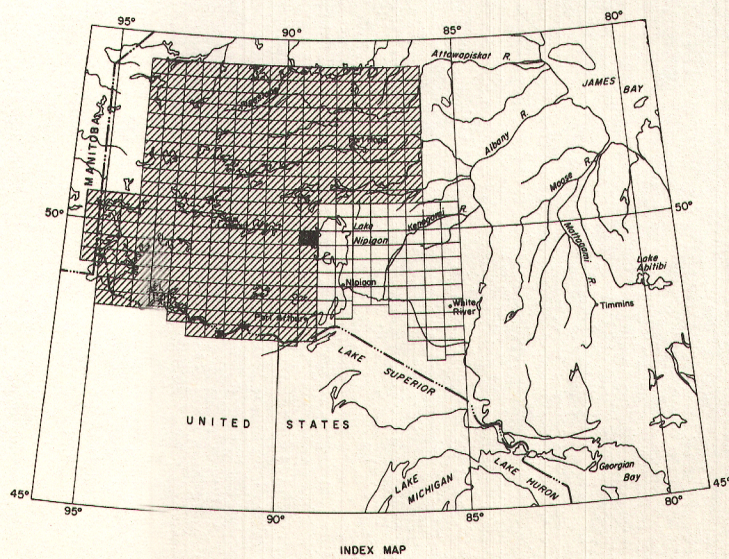 95°
90°
85°
80°
Attawapiskat R.
JAMES
BAY
MANITOBA
Albany R.
Moose R.
50°
50°
Lake
Nipigon
Kenogami R.
Mattagami R.
Lake
Abitibi
Nipigon
White
River
Timmins
Port Arthur
LAKE SUPERIOR
UNITED STATES
LAKE
MICHIGAN
LAKE HURON
Georgian
Bay
45°
45°
95°
90°
85°
80°
INDEX MAP